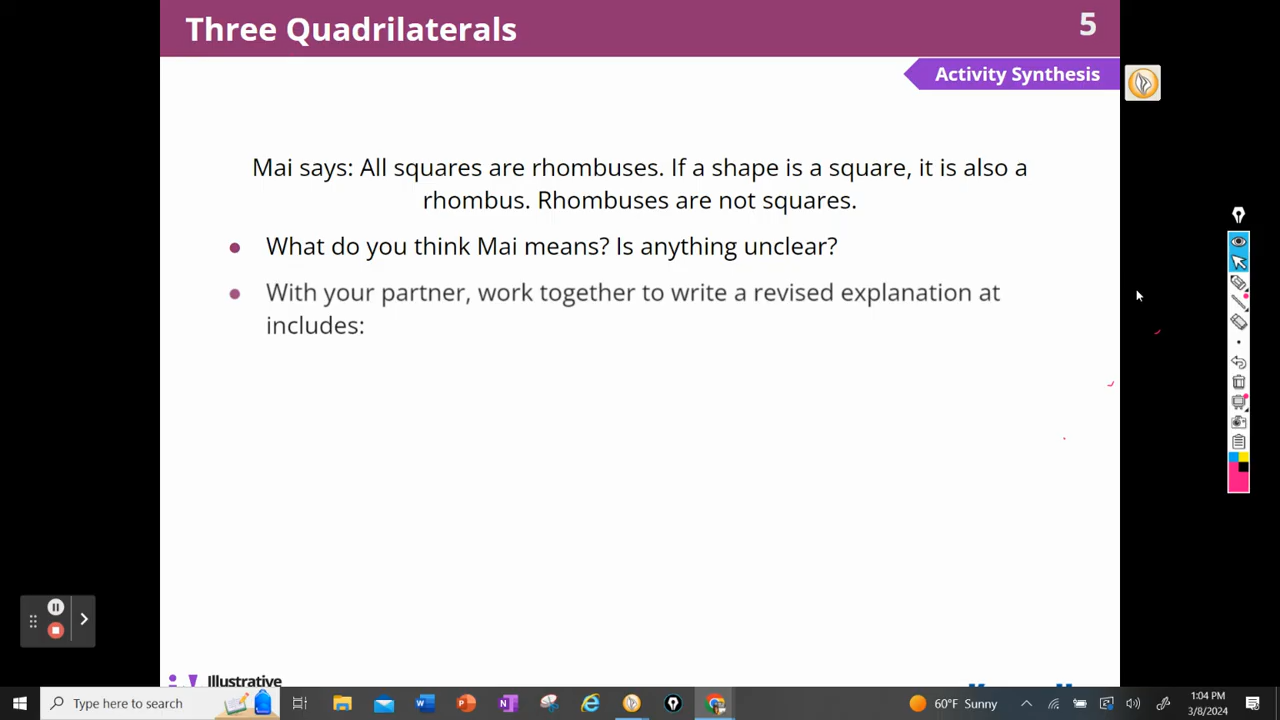 Three Quadrilaterals
5
Activity Synthesis
Mai says: All squares are rhombuses. If a shape is a square, it is also a
rhombus. Rhombuses are not squares.
• What do you think Mai means? Is anything unclear?
• With your partner, work together to write a revised explanation at
includes:
Illustrative
Type here to search
60°F Sunny
1:04 PM
3/8/2024